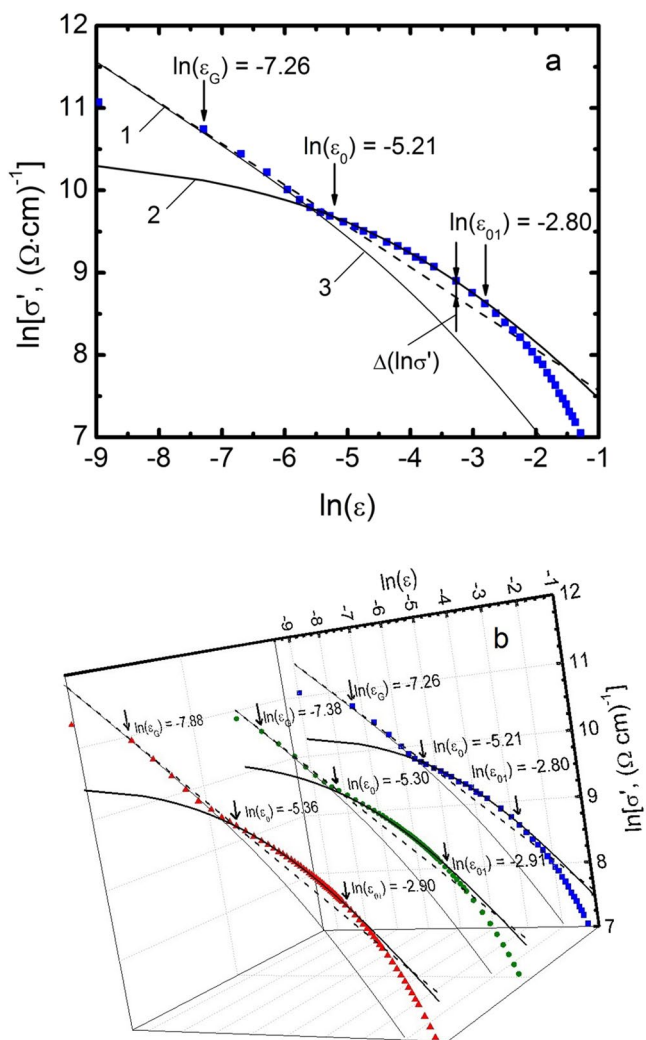 12
11
10
9
8
7
ln[σ', (Ω·cm)⁻¹]
a
ln(ε_G) = -7.26
1
ln(ε_0) = -5.21
2
ln(ε_01) = -2.80
3
Δ(lnσ')
-9 -8 -7 -6 -5 -4 -3 -2 -1
ln(ε)
ln(ε)
-9 -8 -7 -6 -5 -4 -3 -2 -1
12
b
11
ln(ε_G) = -7.26
ln(ε_G) = -7.38
ln(ε_G) = -7.88
10
ln(ε_0) = -5.21
ln(ε_01) = -2.80
9
ln(ε_0) = -5.30
ln(ε_0) = -5.36
8
ln(ε_01) = -2.91
ln(ε_01) = -2.90
7
ln[σ', (Ω cm)⁻¹]